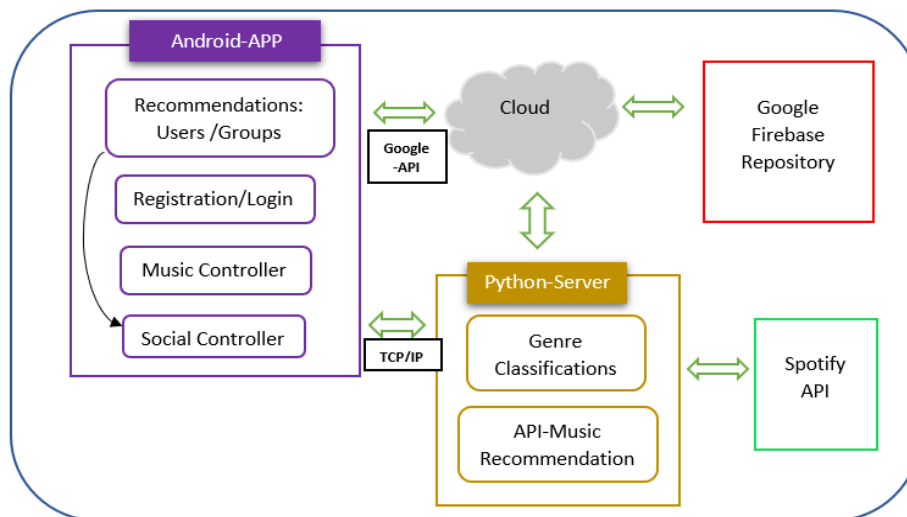 Android-APP
Recommendations:
Users /Groups
Registration/Login
Music Controller
Social Controller
Google
-API
TCP/IP
Cloud
Google
Firebase
Repository
Python-Server
Genre
Classifications
API-Music
Recommendation
Spotify
API